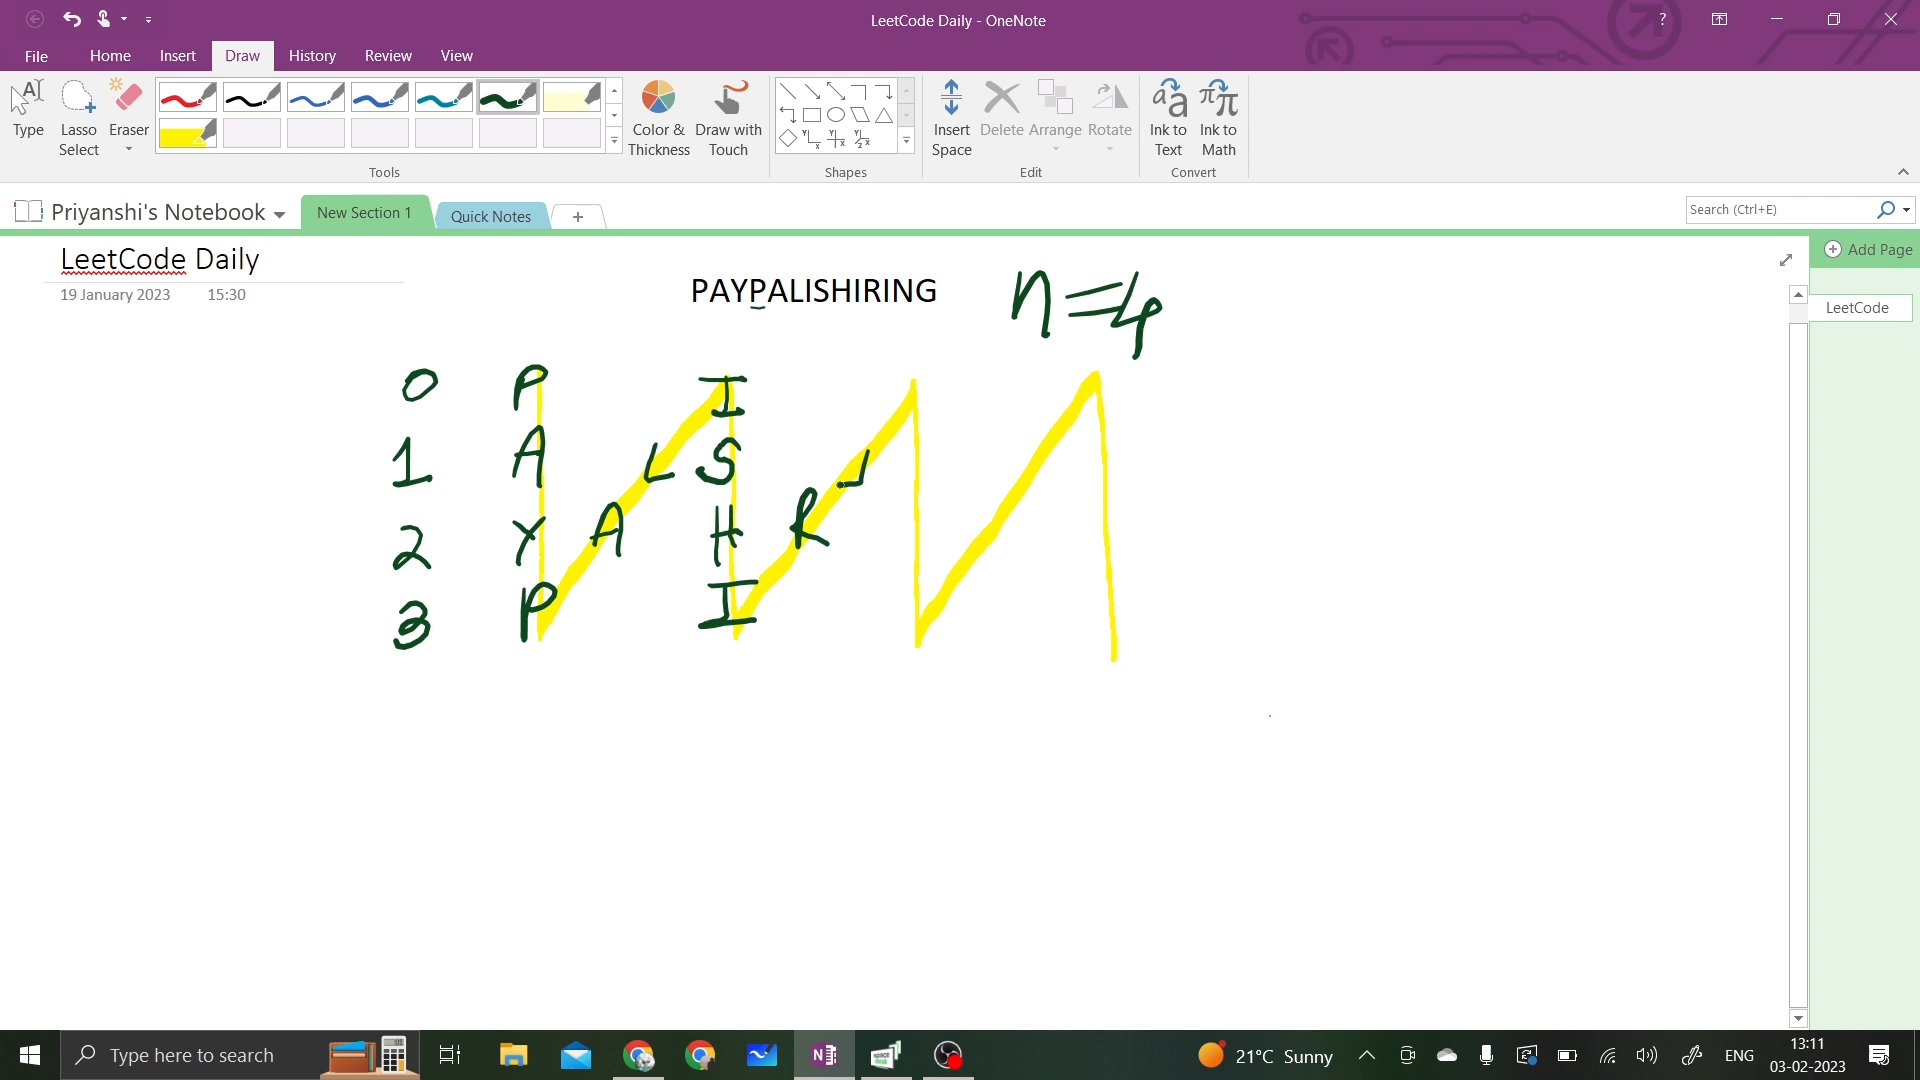 LeetCode Daily - OneNote
?
File Home Insert Draw History Review View
Type
Lasso Select
Eraser
Color & Thickness
Draw with Touch
Insert Space
Delete
Arrange
Rotate
Ink to Text
Ink to Math
Tools
Shapes
Edit
Convert
Priyanshi's Notebook
New Section 1
Quick Notes
+
Search (Ctrl+E)
LeetCode Daily
19 January 2023 15:30
Add Page
LeetCode
PAYPALISHIRING n=4
0 P I
1 A L S
2 Y A H R
3 P I
Type here to search
21°C Sunny
ENG
13:11
03-02-2023